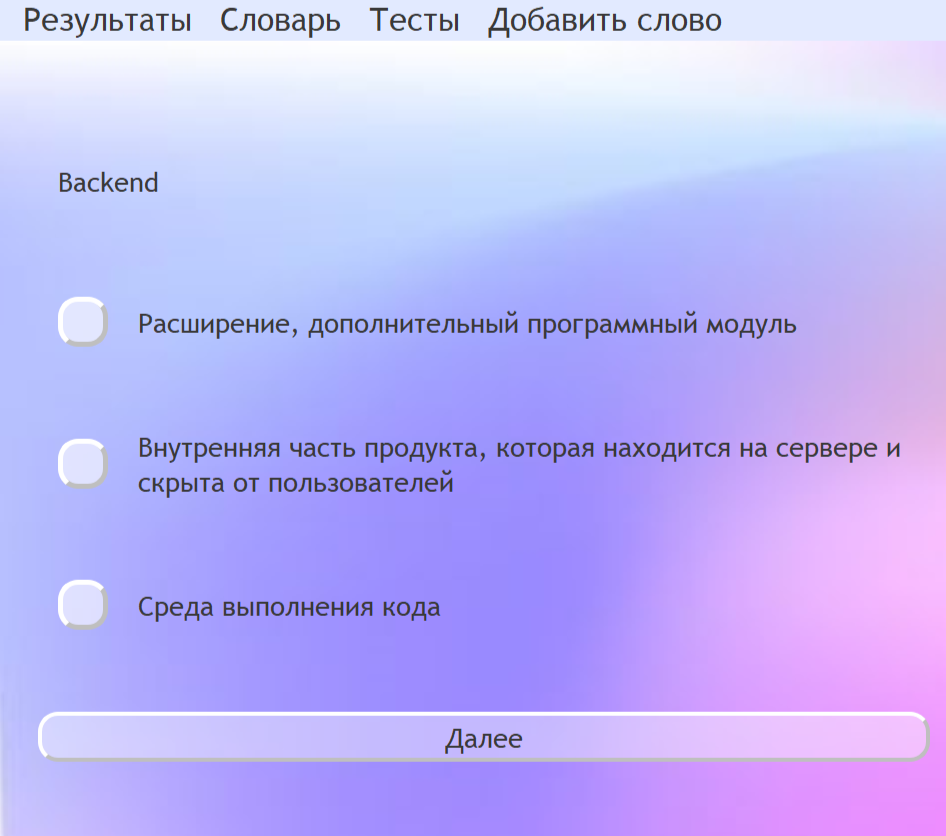 Результаты Словарь Тесты Добавить слово
Backend
Расширение, дополнительный программный модуль
Внутренняя часть продукта, которая находится на сервере и
скрыта от пользователей
Среда выполнения кода
Далее